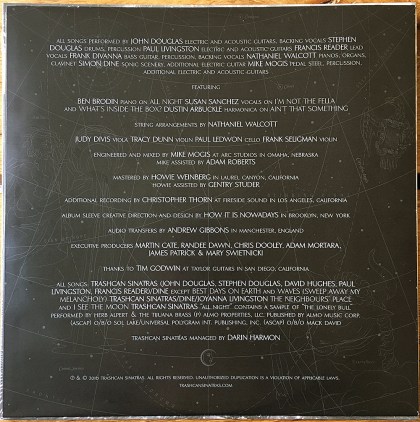 ALL SONGS PERFORMED BY JOHN DOUGLAS ELECTRIC AND ACOUSTIC GUITARS, BACKING VOCALS STEPHEN
DOUGLAS DRUMS, PERCUSSION PAUL LIVINGSTON ELECTRIC AND ACOUSTIC GUITARS FRANCIS READER LEAD
VOCALS FRANK DIVANNA BASS GUITAR, PERCUSSION, BACKING VOCALS NATHANIEL WALCOTT PIANOS, ORGANS,
CLAVINET SIMON DINE SONIC SCENERY, ADDITIONAL ELECTRIC GUITAR MIKE MOGIS PEDAL STEEL, PERCUSSION,
ADDITIONAL ELECTRIC AND ACOUSTIC GUITARS
FEATURING
BEN BRODIN PIANO ON ALL NIGHT SUSAN SANCHEZ VOCALS ON I'M NOT THE FELLA
AND WHAT'S INSIDE THE BOX? DUSTIN ARBUCKLE HARMONICA ON AIN'T THAT SOMETHING
STRING ARRANGEMENTS BY NATHANIEL WALCOTT
JUDY DIVIS VIOLA TRACY DUNN VIOLIN PAUL LEDWON CELLO FRANK SELIGMAN VIOLIN
ENGINEERED AND MIXED BY MIKE MOGIS AT ARC STUDIOS IN OMAHA, NEBRASKA
MIKE MOGIS ASSISTED BY ADAM ROBERTS
MASTERED BY HOWIE WEINBERG IN LAUREL CANYON, CALIFORNIA
HOWIE ASSISTED BY GENTRY STUDER
ADDITIONAL RECORDING BY CHRISTOPHER THORN AT FIRESIDE SOUND IN LOS ANGELES, CALIFORNIA
ALBUM SLEEVE CREATIVE DIRECTION AND DESIGN BY HOW IT IS NOWADAYS IN BROOKLYN, NEW YORK
AUDIO TRANSFERS BY ANDREW GIBBONS IN MANCHESTER, ENGLAND
EXECUTIVE PRODUCERS MARTIN CATE, RANDEE DAWN, CHRIS DOOLEY, ADAM MORTARA,
JAMES PATRICK & MARY SWIETNICKI
THANKS TO TIM GODWIN AT TAYLOR GUITARS IN SAN DIEGO, CALIFORNIA
ALL SONGS: TRASHCAN SINATRAS (JOHN DOUGLAS, STEPHEN DOUGLAS, DAVID HUGHES, PAUL
LIVINGSTON, FRANCIS READER)/DINE EXCEPT BEST DAYS ON EARTH AND WAVES (SWEEP AWAY MY
MELANCHOLY) TRASHCAN SINATRAS/DINE/JOYANNA LIVINGSTON THE NEIGHBOURS' PLACE
AND I SEE THE MOON TRASHCAN SINATRAS "ALL NIGHT" CONTAINS A SAMPLE OF "THE LONELY BULL"
PERFORMED BY HERB ALPERT & THE TIJUANA BRASS (P) ALMO PROPERTIES, LLC. PUBLISHED BY ALMO MUSIC CORP.
(ASCAP) O/B/O SOL LAKE/UNIVERSAL POLYGRAM INT. PUBLISHING, INC. (ASCAP) O/B/O MACK DAVID
TRASHCAN SINATRAS MANAGED BY DARIN HARMON
℗ & © 2016 TRASHCAN SINATRAS. ALL RIGHTS RESERVED. UNAUTHORIZED DUPLICATION IS A VIOLATION OF APPLICABLE LAWS.
TRASHCANSINATRAS.COM